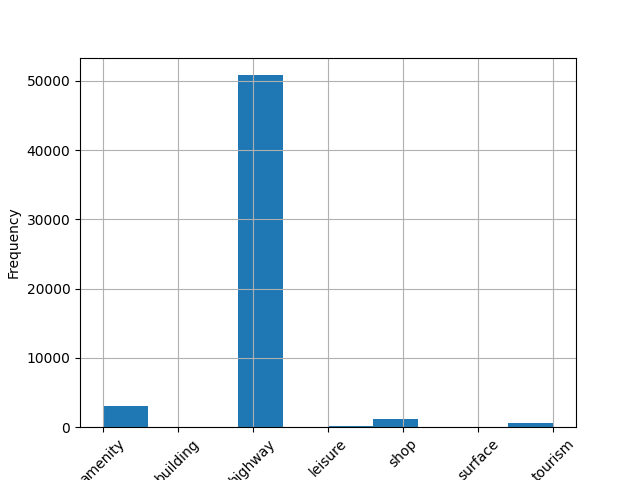 50000
40000
30000
20000
10000
0
Frequency
amenity
building
highway
leisure
shop
surface
tourism